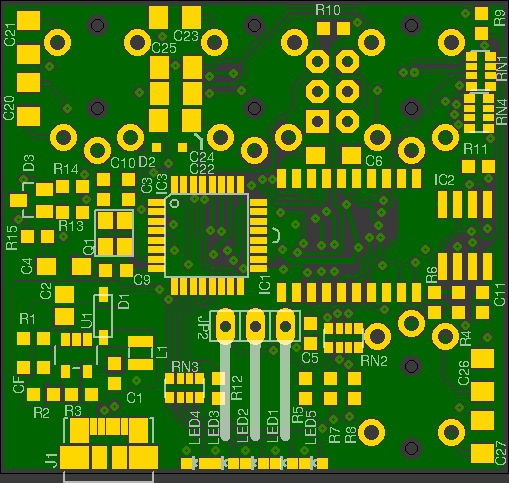 C21
C23
C25
R10
R9
RN1
C20
RN4
C24
C22
C6
R11
D3
R14
C10
D2
C3
IC3
IC2
R15
R13
Q1
C4
C9
IC1
R6
C11
C2
D1
U1
JP2
R1
L1
C5
RN2
R4
CF
RN3
R12
C26
R2
R3
C1
R5
R7
R8
LED4
LED3
LED2
LED1
LED5
J1
C27